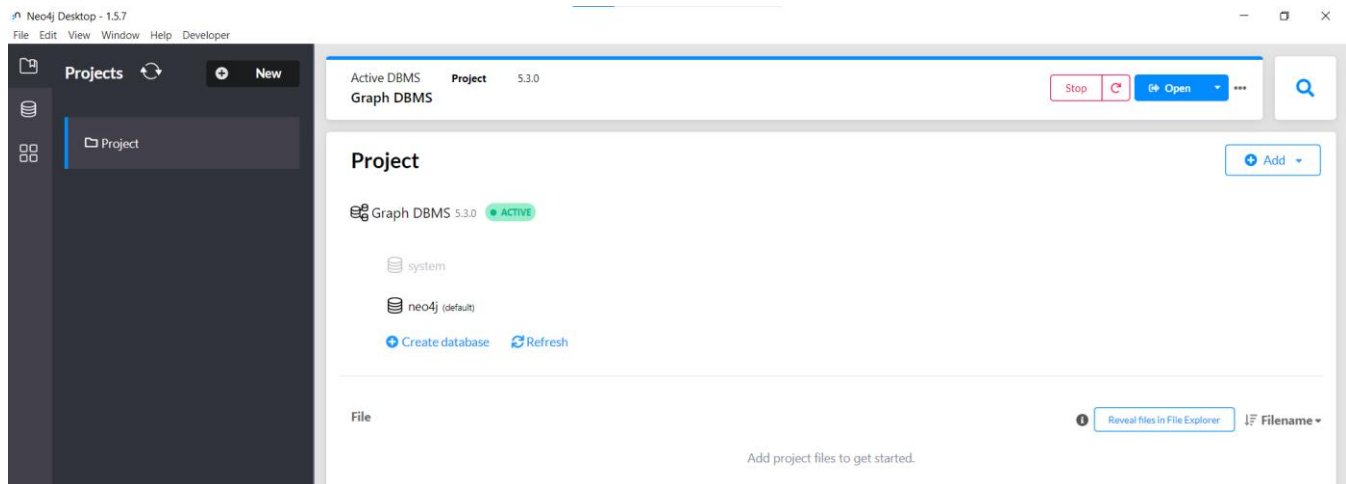 Neo4j Desktop - 1.5.7
File Edit View Window Help Developer
Projects
New
Project
Active DBMS Project 5.3.0
Graph DBMS
Stop
Open
Project
Add
Graph DBMS 5.3.0 ACTIVE
system
neo4j (default)
Create database Refresh
File
Reveal files in File Explorer
Filename
Add project files to get started.